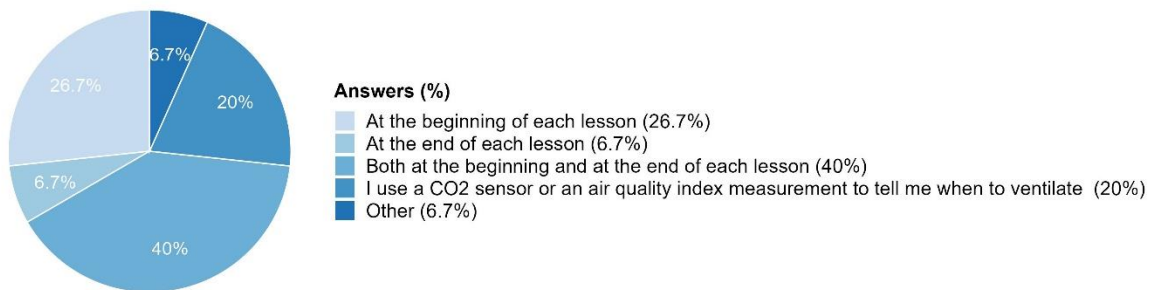 6.7%
26.7%
20%
6.7%
40%
Answers (%)
At the beginning of each lesson (26.7%)
At the end of each lesson (6.7%)
Both at the beginning and at the end of each lesson (40%)
I use a CO2 sensor or an air quality index measurement to tell me when to ventilate (20%)
Other (6.7%)